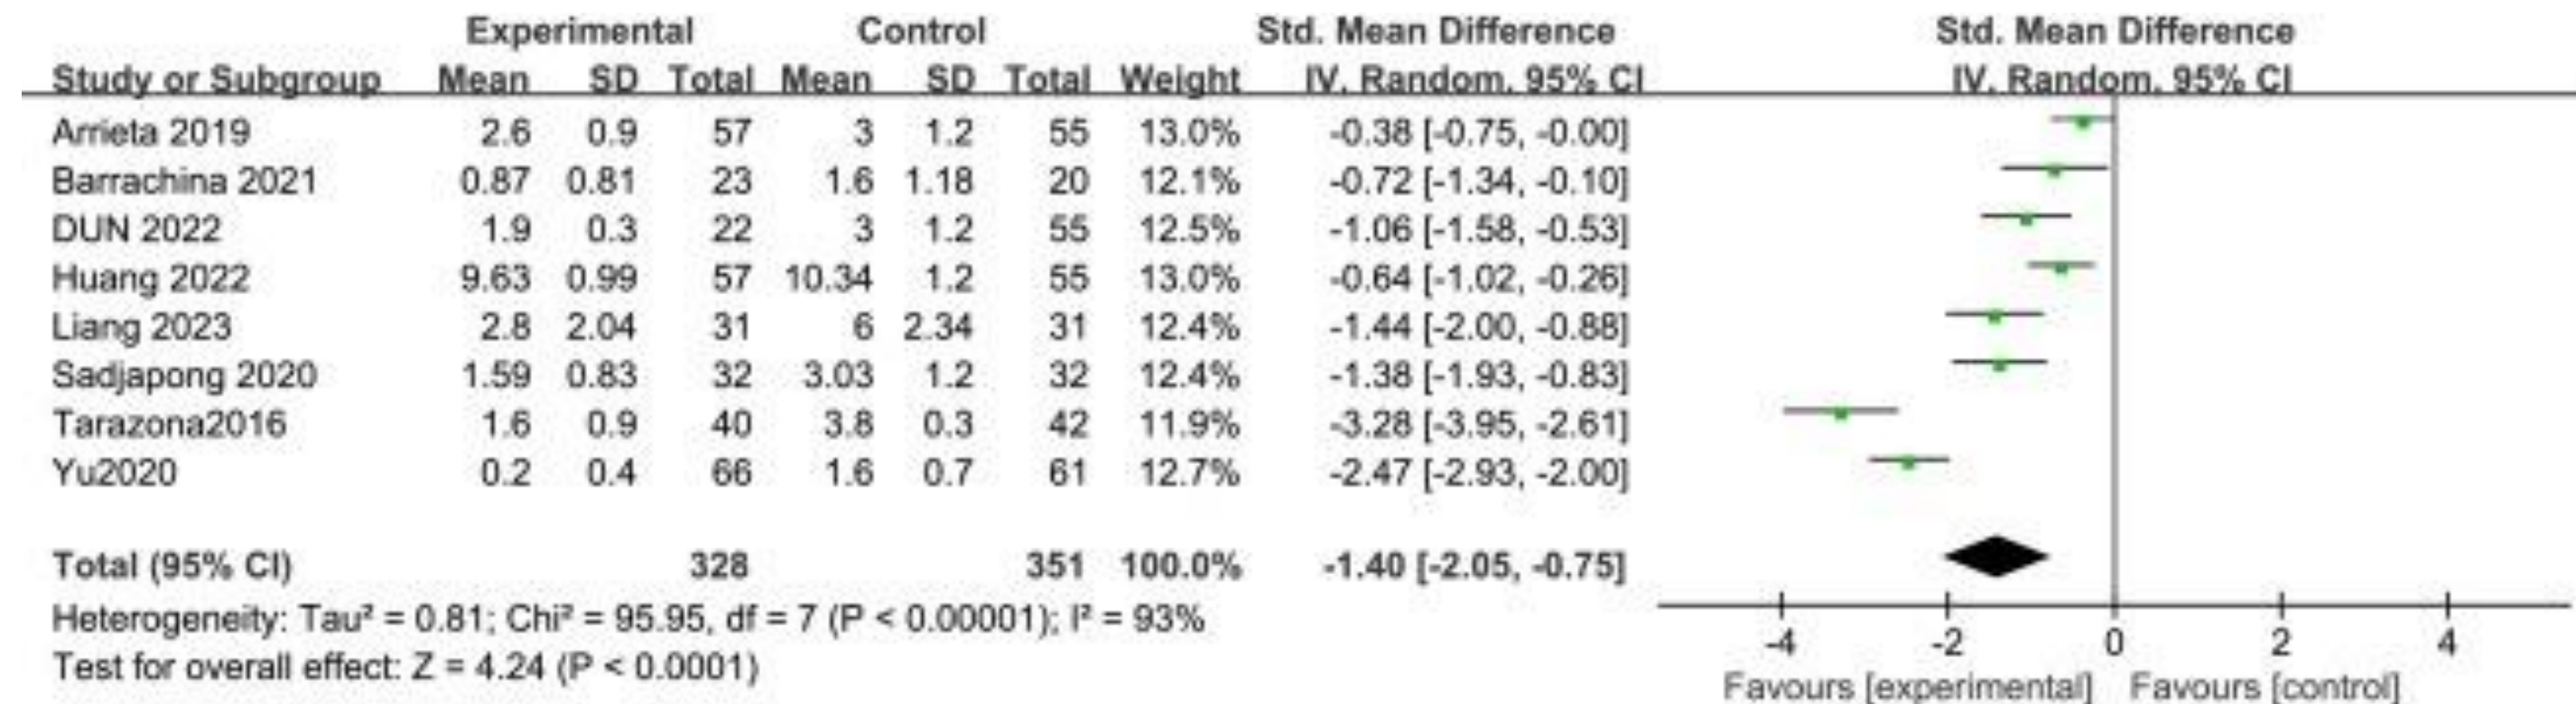 Experimental Control Std. Mean Difference Std. Mean Difference
Study or Subgroup Mean SD Total Mean SD Total Weight IV, Random, 95% CI IV, Random, 95% CI
Arrieta 2019 2.6 0.9 57 3 1.2 55 13.0% -0.38 [-0.75, -0.00]
Barrachina 2021 0.87 0.81 23 1.6 1.18 20 12.1% -0.72 [-1.34, -0.10]
DUN 2022 1.9 0.3 22 3 1.2 55 12.5% -1.06 [-1.58, -0.53]
Huang 2022 9.63 0.99 57 10.34 1.2 55 13.0% -0.64 [-1.02, -0.26]
Liang 2023 2.8 2.04 31 6 2.34 31 12.4% -1.44 [-2.00, -0.88]
Sadjapong 2020 1.59 0.83 32 3.03 1.2 32 12.4% -1.38 [-1.93, -0.83]
Tarazona2016 1.6 0.9 40 3.8 0.3 42 11.9% -3.28 [-3.95, -2.61]
Yu2020 0.2 0.4 66 1.6 0.7 61 12.7% -2.47 [-2.93, -2.00]
Total (95% CI) 328 351 100.0% -1.40 [-2.05, -0.75]
Heterogeneity: Tau² = 0.81; Chi² = 95.95, df = 7 (P < 0.00001); I² = 93%
Test for overall effect: Z = 4.24 (P < 0.0001)
-4 -2 0 2 4
Favours [experimental] Favours [control]